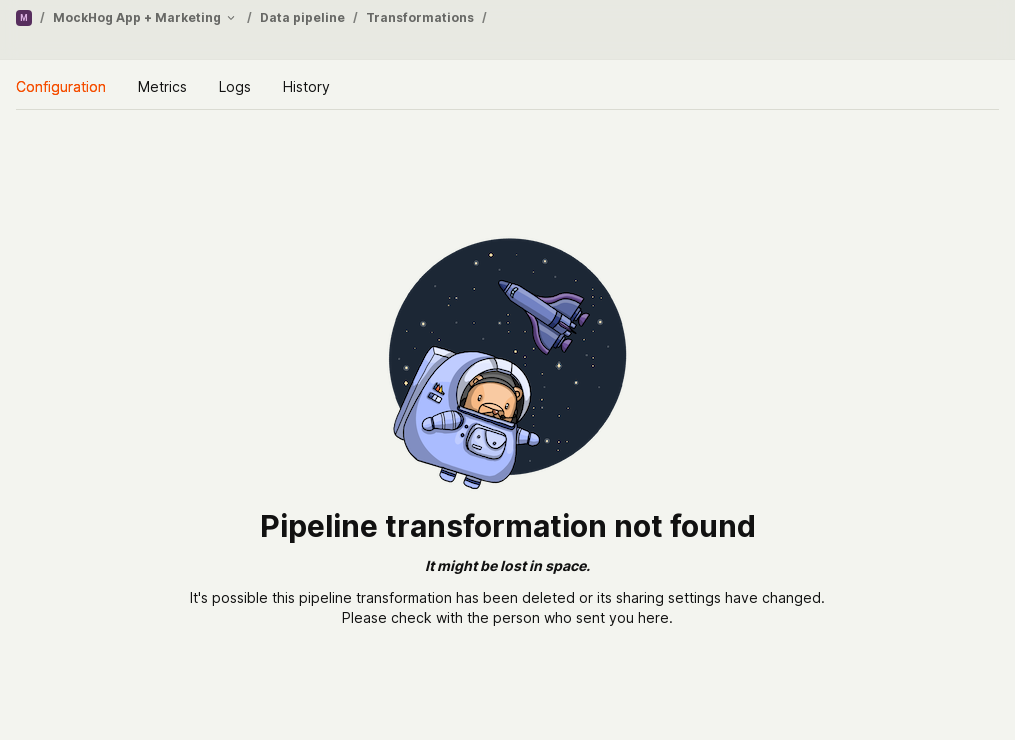 M / MockHog App + Marketing / Data pipeline / Transformations /
Configuration Metrics Logs History
Pipeline transformation not found
It might be lost in space.
It's possible this pipeline transformation has been deleted or its sharing settings have changed.
Please check with the person who sent you here.